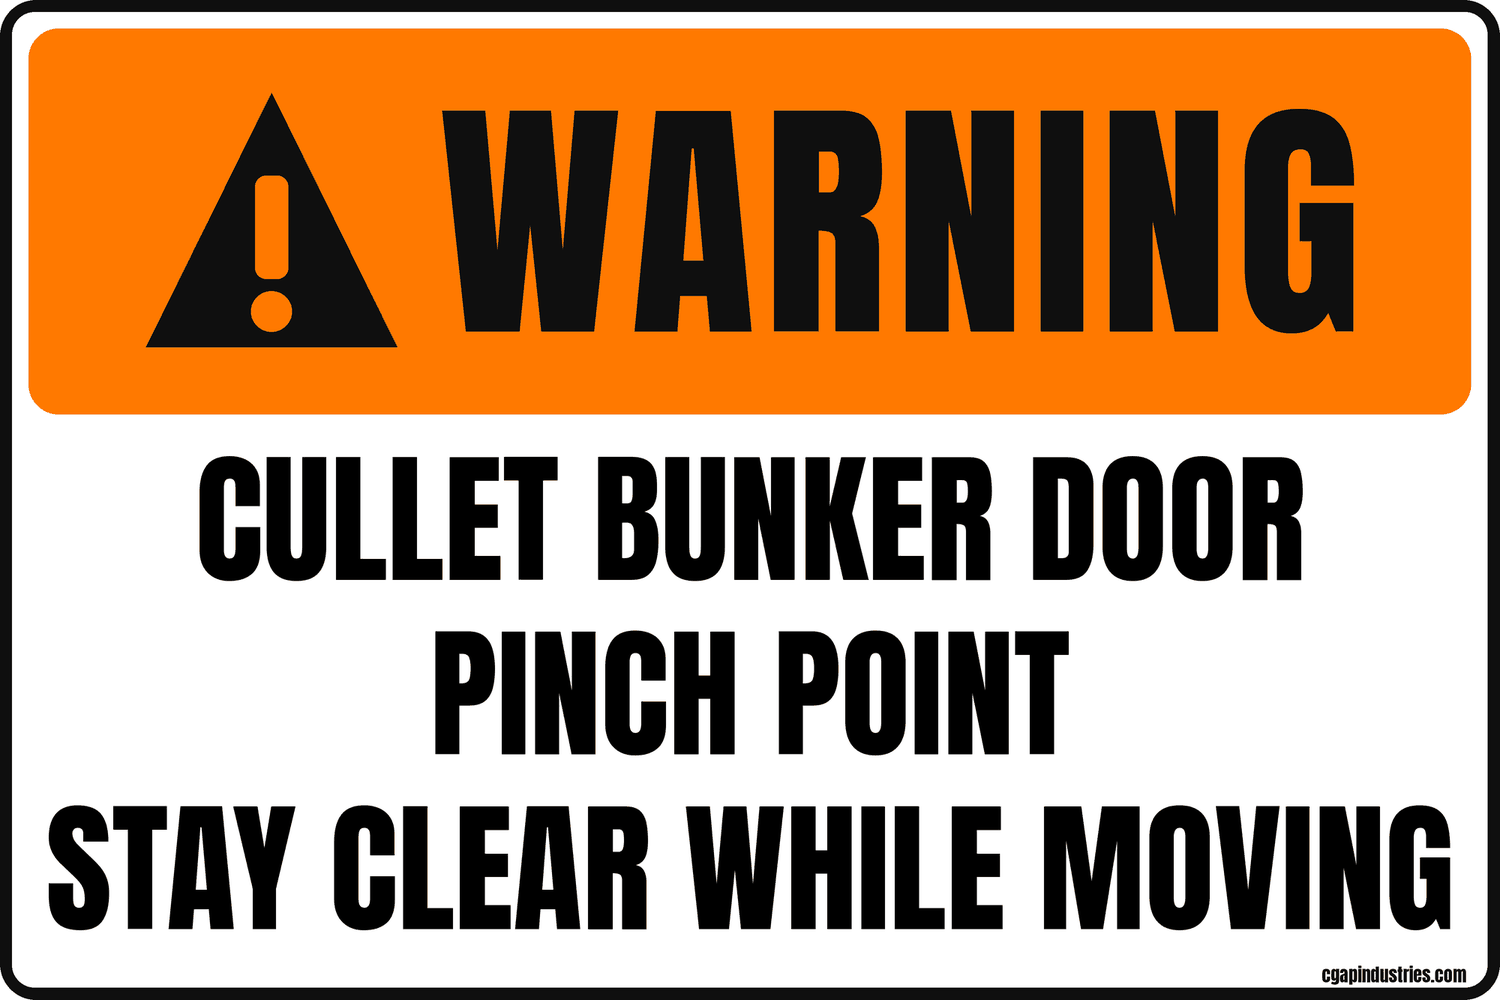 WARNING
CULLET BUNKER DOOR
PINCH POINT
STAY CLEAR WHILE MOVING
cgapindustries.com